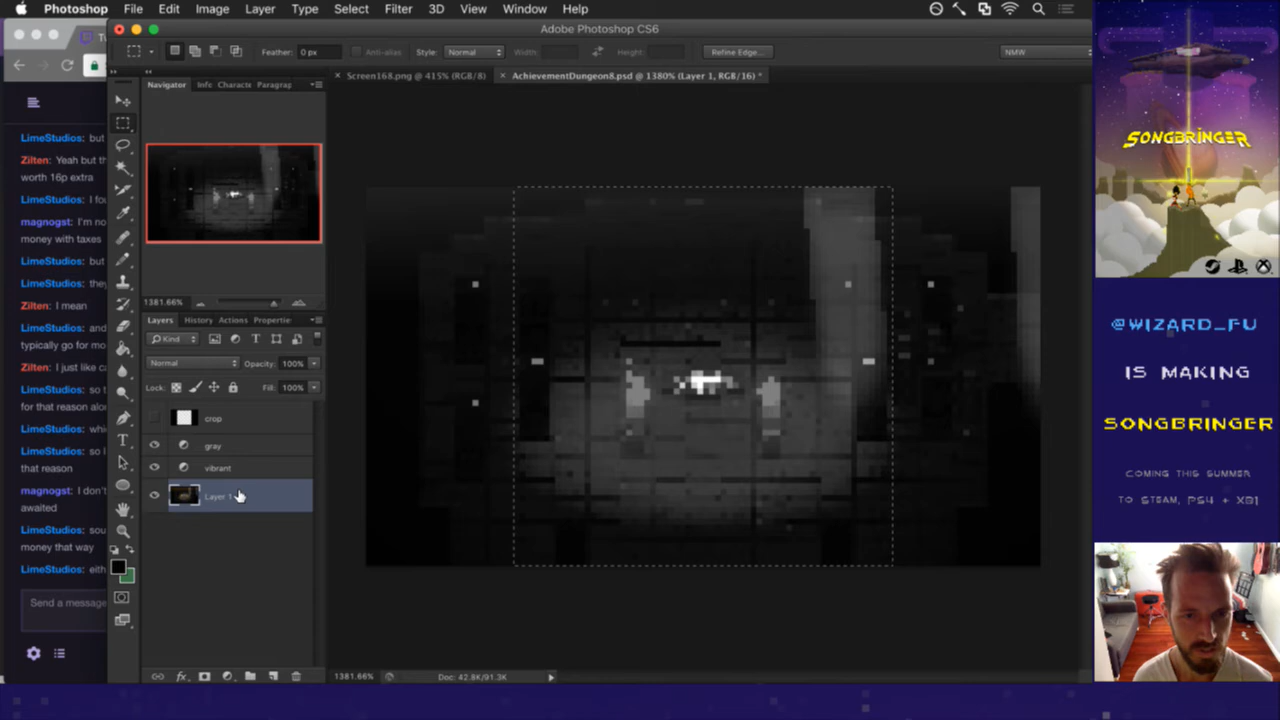 Photoshop File Edit Image Layer Type Select Filter 3D View Window Help
Adobe Photoshop CS6
Feather: 0 px Anti-alias Style: Normal Width: Height: Refine Edge... NMW
Screen168.png @ 415% (RGB/8) AchievementDungeon8.psd @ 1380% (Layer 1, RGB/16) *
Navigator Info Characte Paragrap
LimeStudios: but
Zilten: Yeah but th
worth 16p extra
LimeStudios: I fou
magnogst: I'm no
money with taxes
LimeStudios: but
LimeStudios: they
Zilten: I mean
LimeStudios: and
typically go for mo
Zilten: I just like ca
LimeStudios: so t
for that reason alon
LimeStudios: whic
LimeStudios: so I
that reason
magnogst: I don't
awaited
LimeStudios: sou
money that way
LimeStudios: eith
Send a message
1381.66%
Layers History Actions Propertie
Kind
Normal Opacity: 100%
Lock: Fill: 100%
crop
gray
vibrant
Layer 1
1381.66% Doc: 42.8K/91.3K
SONGBRINGER
@WIZARD_FU
IS MAKING
SONGBRINGER
COMING THIS SUMMER
TO STEAM, PS4 + XB1